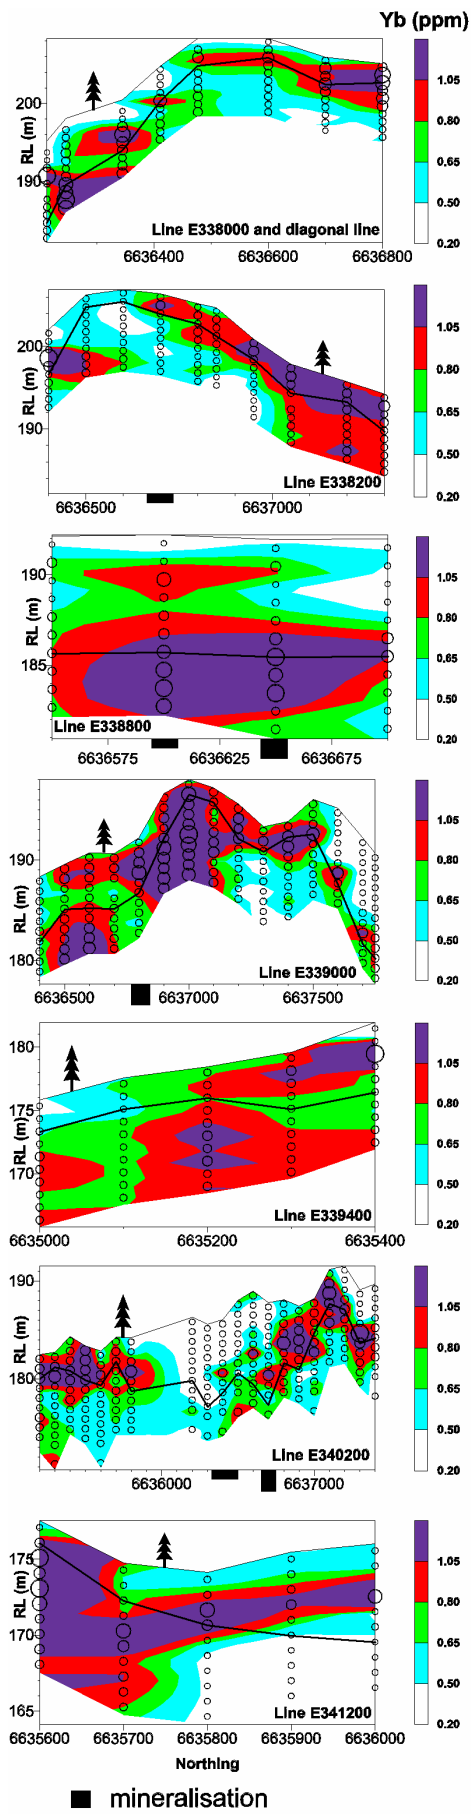 Yb (ppm)
200
190
RL (m)
1.05
0.80
0.65
0.50
0.20
Line E338000 and diagonal line
6636400 6636600 6636800
200
190
RL (m)
1.05
0.80
0.65
0.50
0.20
Line E338200
6636500 6637000
190
185
RL (m)
1.05
0.80
0.65
0.50
0.20
Line E338800
6636575 6636625 6636675
190
180
RL (m)
1.05
0.80
0.65
0.50
0.20
Line E339000
6636500 6637000 6637500
180
175
170
RL (m)
1.05
0.80
0.65
0.50
0.20
Line E339400
6635000 6635200 6635400
190
180
RL (m)
1.05
0.80
0.65
0.50
0.20
Line E340200
6636000 6637000
175
170
165
RL (m)
1.05
0.80
0.65
0.50
0.20
Line E341200
6635600 6635700 6635800 6635900 6636000
Northing
mineralisation